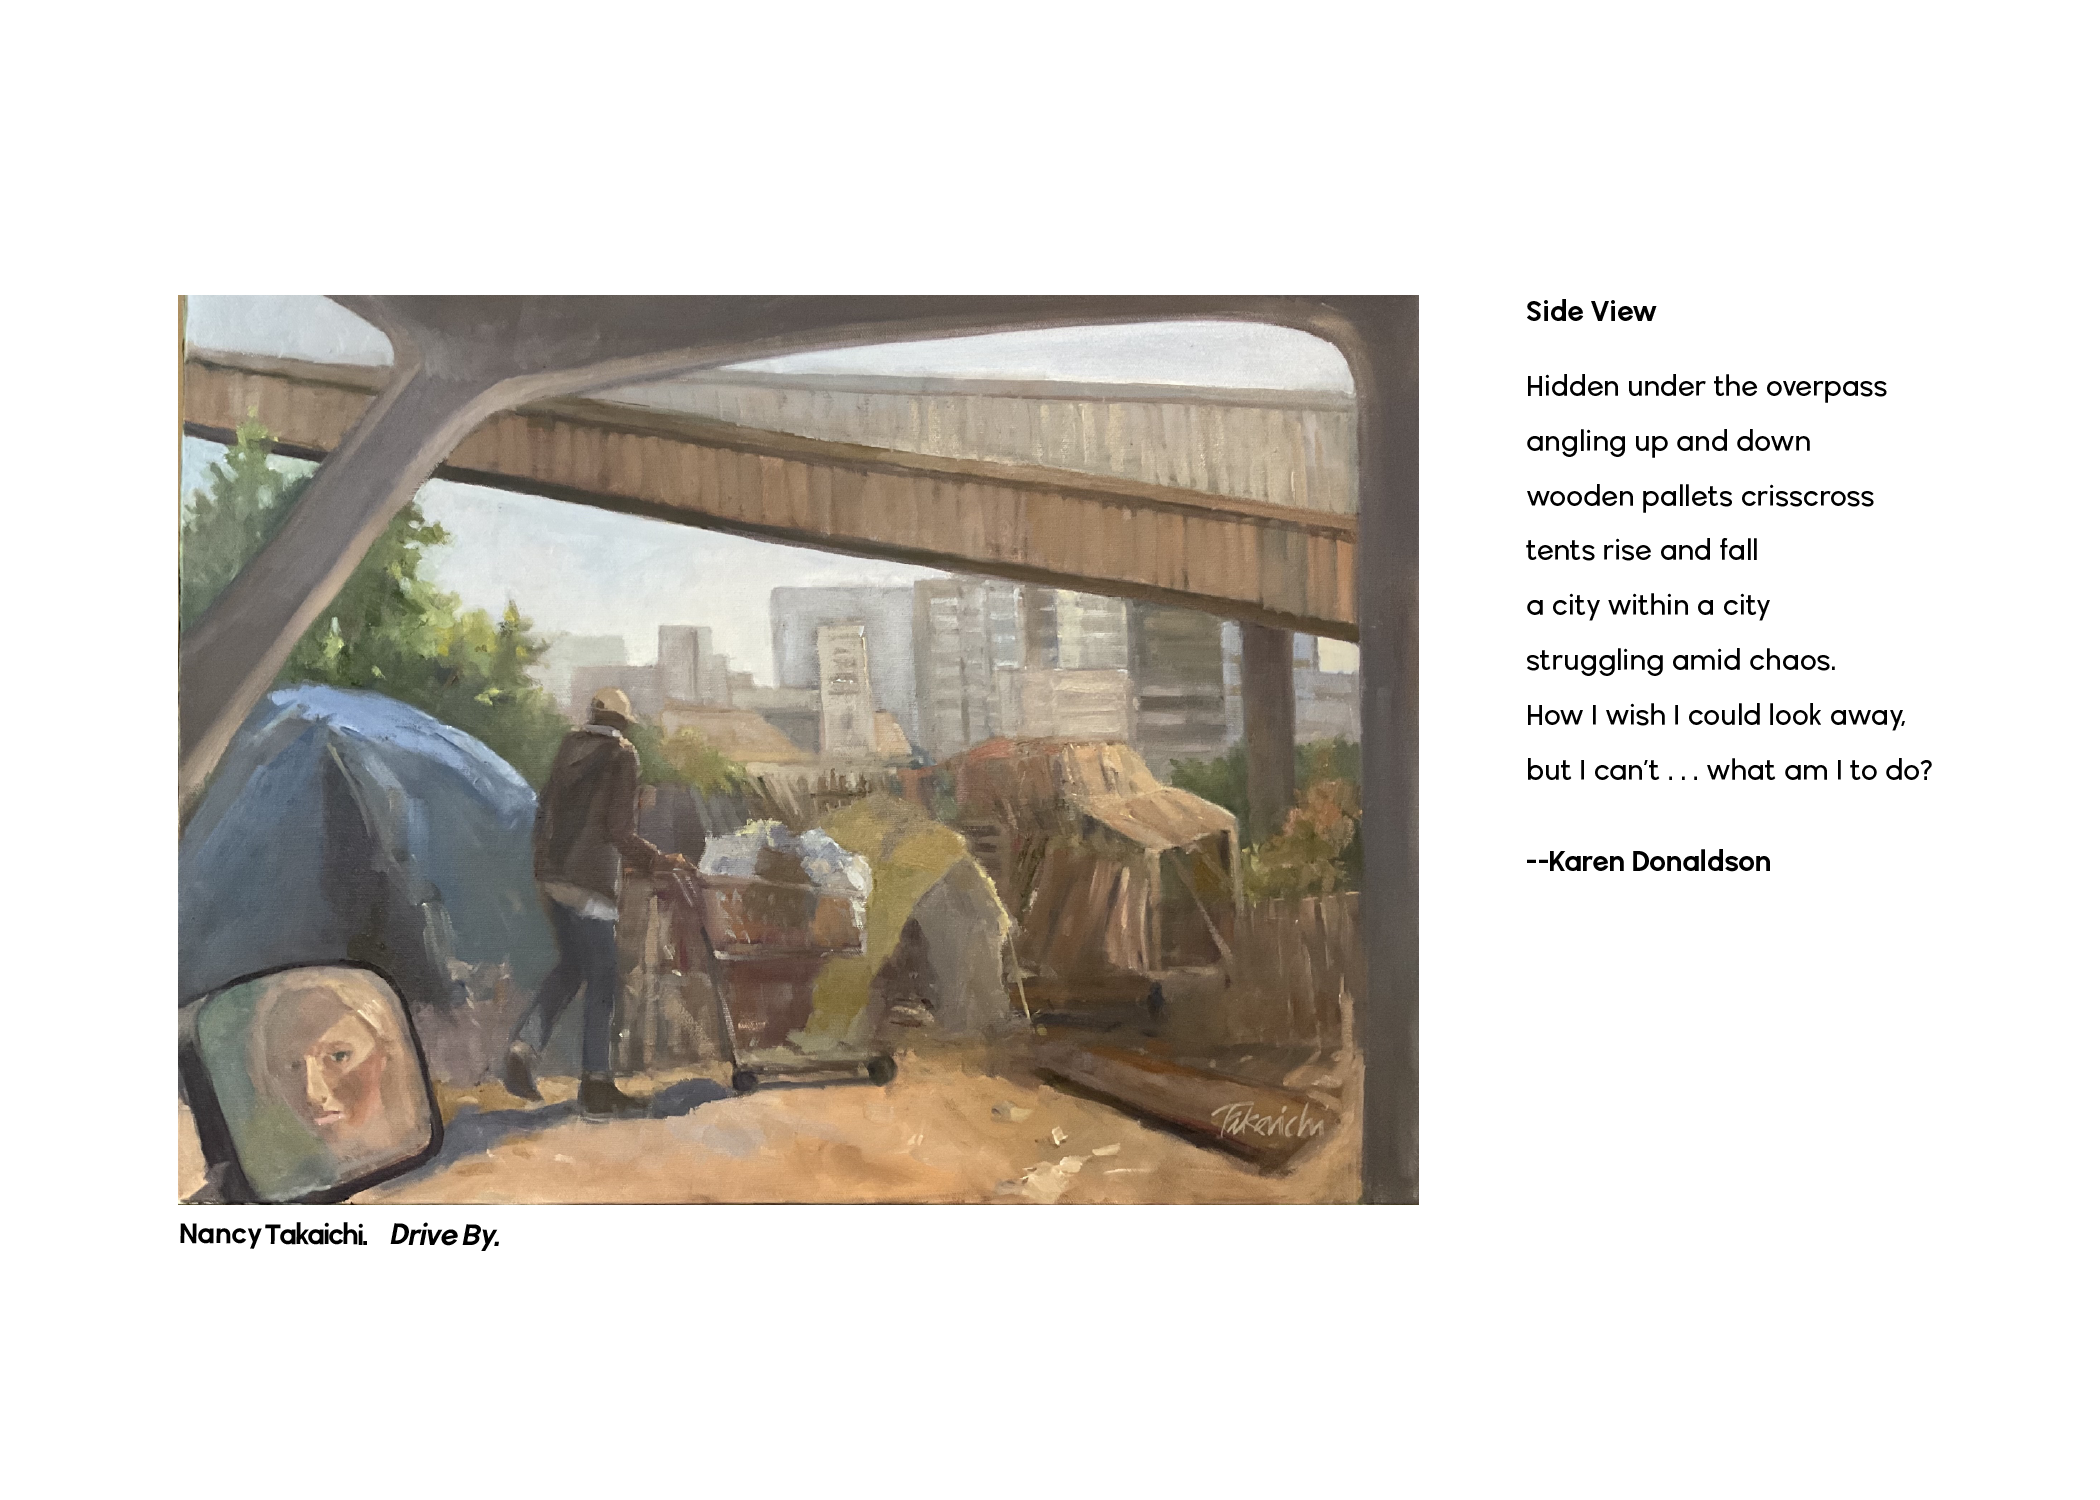 Side View
Hidden under the overpass
angling up and down
wooden pallets crisscross
tents rise and fall
a city within a city
struggling amid chaos.
How I wish I could look away,
but I can't . . . what am I to do?
--Karen Donaldson
Takaichi
Nancy Takaichi. Drive By.